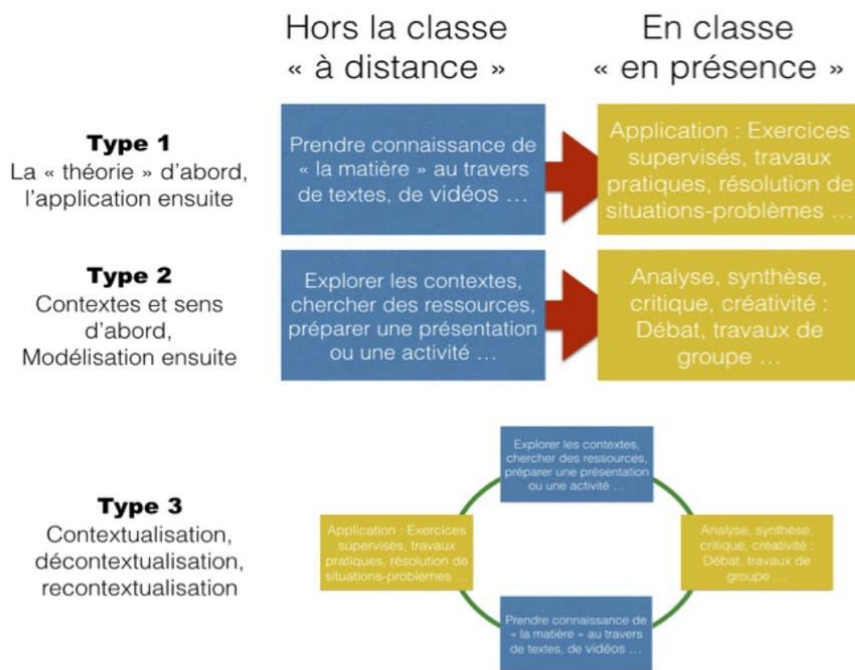 Hors la classe
« à distance »
En classe
« en présence »
Type 1
La « théorie » d'abord,
l'application ensuite
Prendre connaissance de
« la matière » au travers
de textes, de vidéos ...
Application : Exercices
supervisés, travaux
pratiques, résolution de
situations-problèmes ...
Type 2
Contextes et sens
d'abord,
Modélisation ensuite
Explorer les contextes,
chercher des ressources,
préparer une présentation
ou une activité ...
Analyse, synthèse,
critique, créativité :
Débat, travaux de
groupe ...
Type 3
Contextualisation,
décontextualisation,
recontextualisation
Explorer les contextes,
chercher des ressources,
préparer une présentation
ou une activité ...
Application : Exercices
supervisés, travaux
pratiques, résolution de
situations-problèmes ...
Analyse, synthèse,
critique, créativité :
Débat, travaux de
groupe ...
Prendre connaissance de
« la matière » au travers
de textes, de vidéos ...